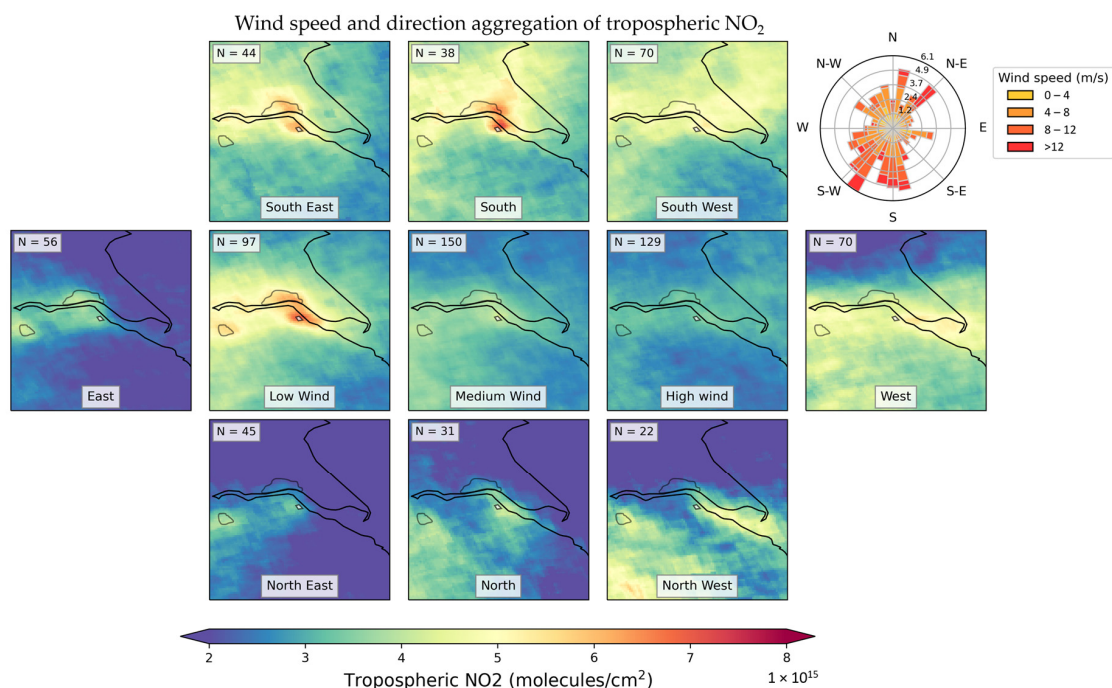 Wind speed and direction aggregation of tropospheric NO₂
N = 44
South East
N = 38
South
N = 70
South West
N
N-E
E
S-E
S
S-W
W
N-W
1.2
2.4
3.7
4.9
6.1
Wind speed (m/s)
0 – 4
4 – 8
8 – 12
>12
N = 56
East
N = 97
Low Wind
N = 150
Medium Wind
N = 129
High wind
N = 70
West
N = 45
North East
N = 31
North
N = 22
North West
2 3 4 5 6 7 8
Tropospheric NO2 (molecules/cm²)
1 × 10¹⁵